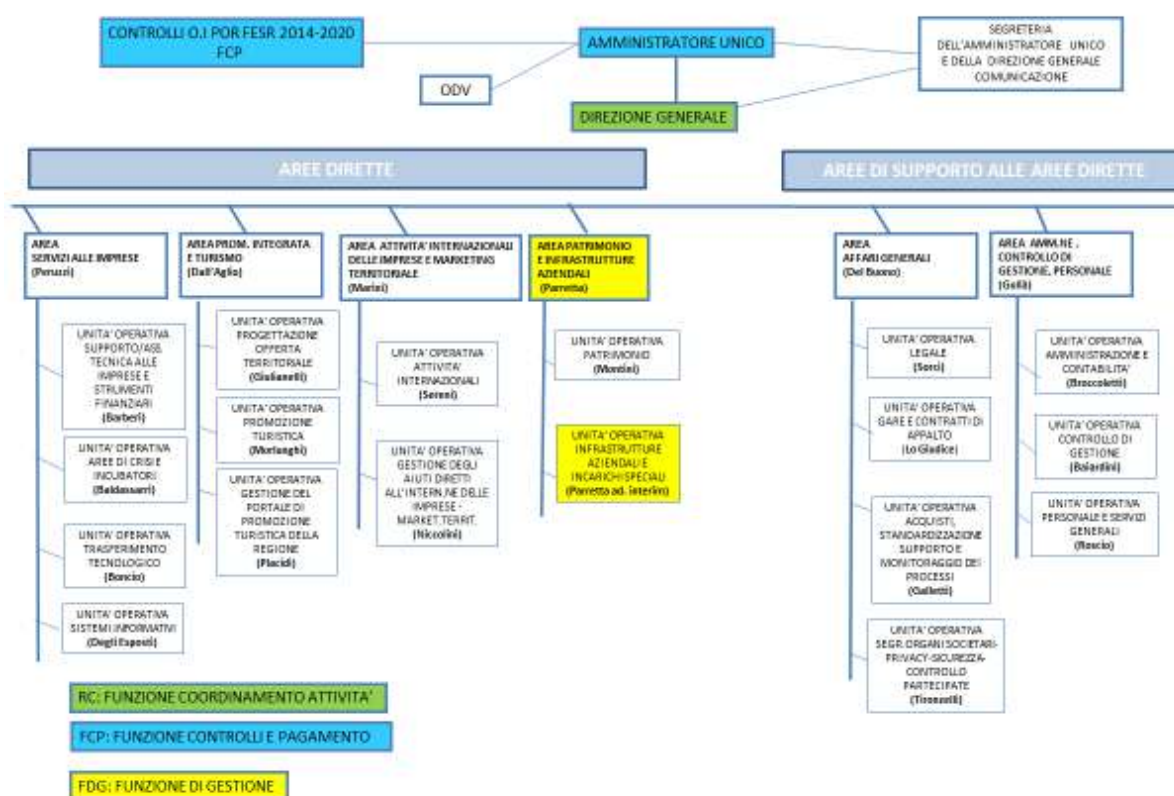 CONTROLLI O.I POR FESR 2014-2020
FCP
AMMINISTRATORE UNICO
SEGRETERIA
DELL'AMMINISTRATORE UNICO
E DELLA DIREZIONE GENERALE
COMUNICAZIONE
ODV
DIREZIONE GENERALE
AREE DIRETTE
AREE DI SUPPORTO ALLE AREE DIRETTE
AREA
SERVIZI ALLE IMPRESE
(Peruzzi)
UNITA' OPERATIVA
SUPPORTO/ASS.
TECNICA ALLE
IMPRESE E
STRUMENTI
FINANZIARI
(Barberi)
UNITA' OPERATIVA
AREE DI CRISI E
INCUBATORI
(Baldassarri)
UNITA' OPERATIVA
TRASFERIMENTO
TECNOLOGICO
(Boncio)
UNITA' OPERATIVA
SISTEMI INFORMATIVI
(Degli Esposti)
AREA PROM. INTEGRATA
E TURISMO
(Dall'Aglio)
UNITA' OPERATIVA
PROGETTAZIONE
OFFERTA
TERRITORIALE
(Giulianelli)
UNITA' OPERATIVA
PROMOZIONE
TURISTICA
(Morlunghi)
UNITA' OPERATIVA
GESTIONE DEL
PORTALE DI
PROMOZIONE
TURISTICA DELLA
REGIONE
(Placidi)
AREA ATTIVITA' INTERNAZIONALI
DELLE IMPRESE E MARKETING
TERRITORIALE
(Marini)
UNITA' OPERATIVA
ATTIVITA'
INTERNAZIONALI
(Sereni)
UNITA' OPERATIVA
GESTIONE DEGLI
AIUTI DIRETTI
ALL'INTERN.NE DELLE
IMPRESE -
MARKET.TERRIT.
(Niccolini)
AREA PATRIMONIO
E INFRASTRUTTURE
AZIENDALI
(Parretta)
UNITA' OPERATIVA
PATRIMONIO
(Montini)
UNITA' OPERATIVA
INFRASTRUTTURE
AZIENDALI E
INCARICHI SPECIALI
(Parretta ad. interim)
AREA
AFFARI GENERALI
(Del Buono)
UNITA' OPERATIVA
LEGALE
(Sorci)
UNITA' OPERATIVA
GARE E CONTRATTI DI
APPALTO
(Lo Giudice)
UNITA' OPERATIVA
ACQUISTI,
STANDARDIZZAZIONE
SUPPORTO E
MONITORAGGIO DEI
PROCESSI
(Galletti)
UNITA' OPERATIVA
SEGR.ORGANI SOCIETARI-
PRIVACY-SICUREZZA-
CONTROLLO
PARTECIPATE
AREA AMM.NE ,
CONTROLLO DI
GESTIONE, PERSONALE
UNITA' OPERATIVA
AMMINISTRAZIONE E
CONTABILITA'
(Broccoletti)
UNITA' OPERATIVA
CONTROLLO DI
GESTIONE
(Baiardini)
UNITA' OPERATIVA
PERSONALE E SERVIZI
GENERALI
(Roscio)
RC: FUNZIONE COORDINAMENTO ATTIVITA'
FCP: FUNZIONE CONTROLLI E PAGAMENTO
FDG: FUNZIONE DI GESTIONE